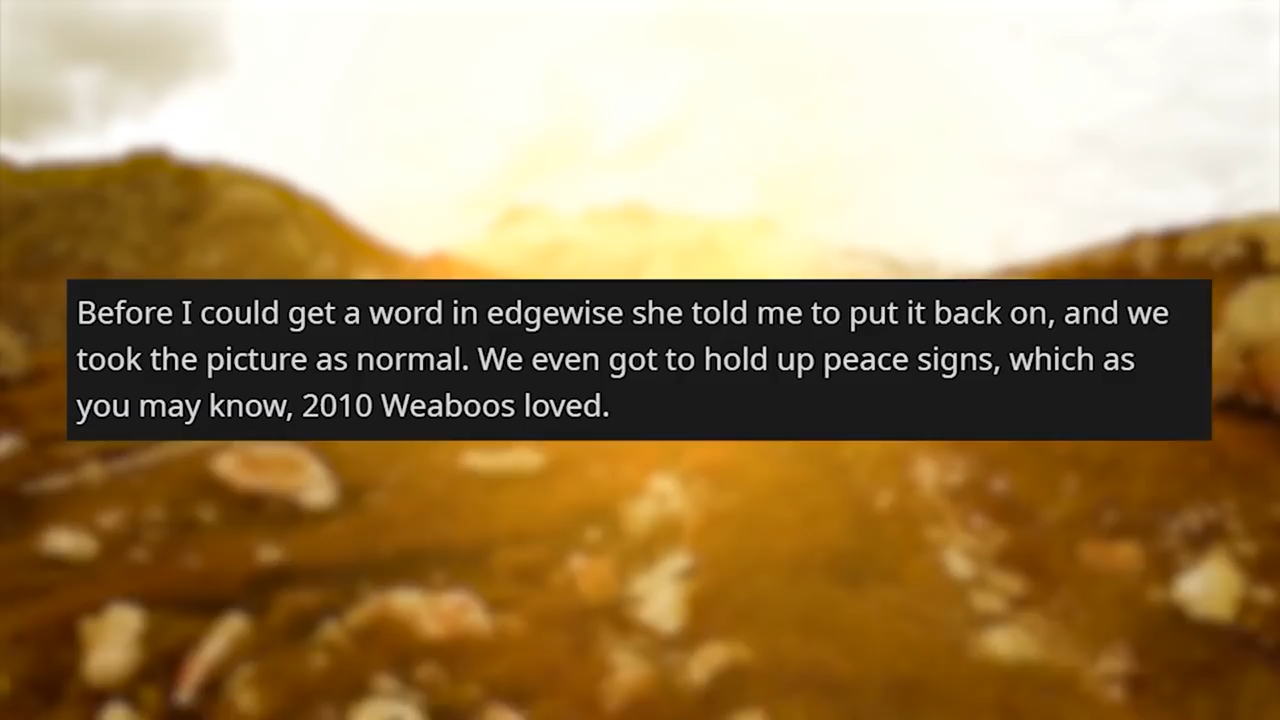 Before I could get a word in edgewise she told me to put it back on, and we
took the picture as normal. We even got to hold up peace signs, which as
you may know, 2010 Weaboos loved.